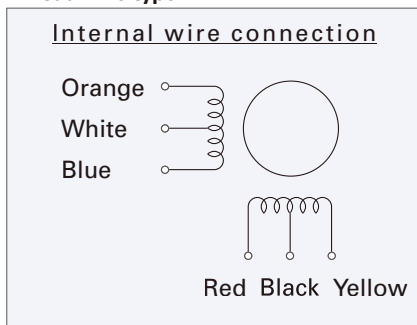 Internal wire connection
Orange
White
Blue
Red Black Yellow